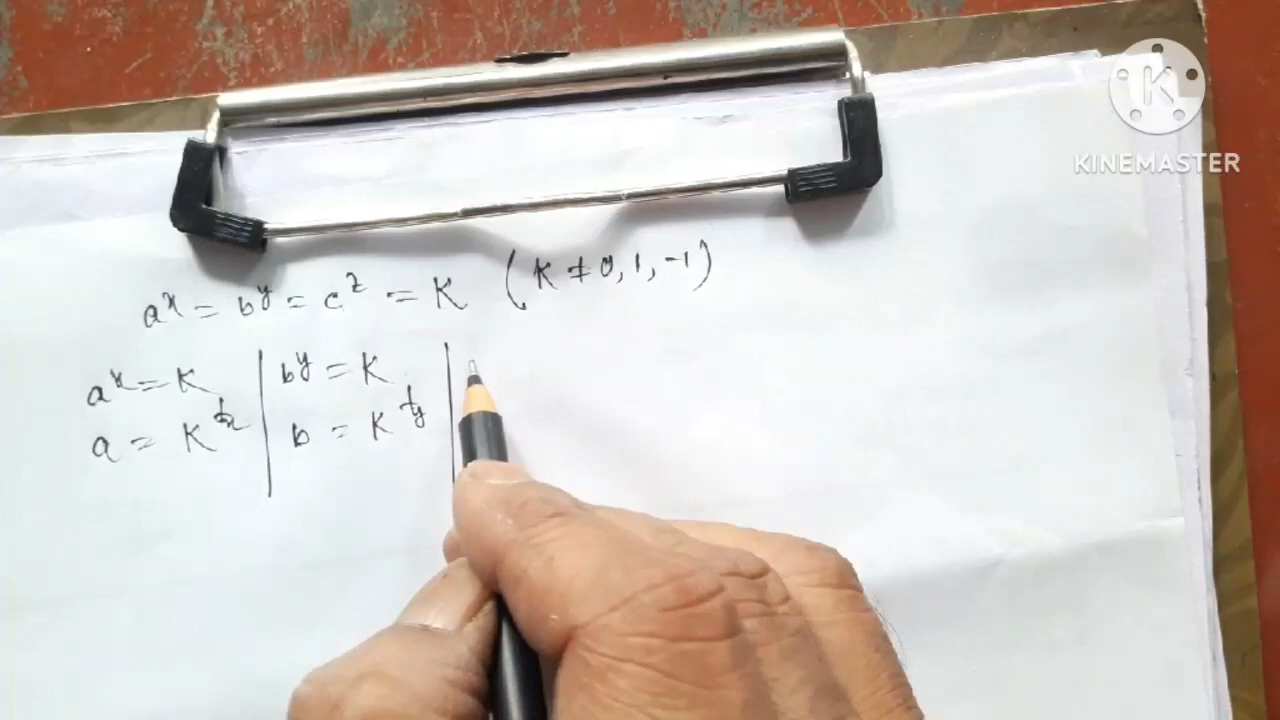 K
KINEMASTER
a^x = b^y = c^z = K (K ≠ 0, 1, -1)
a^x = K | b^y = K |
a = K^{1/x} | b = K^{1/y} |